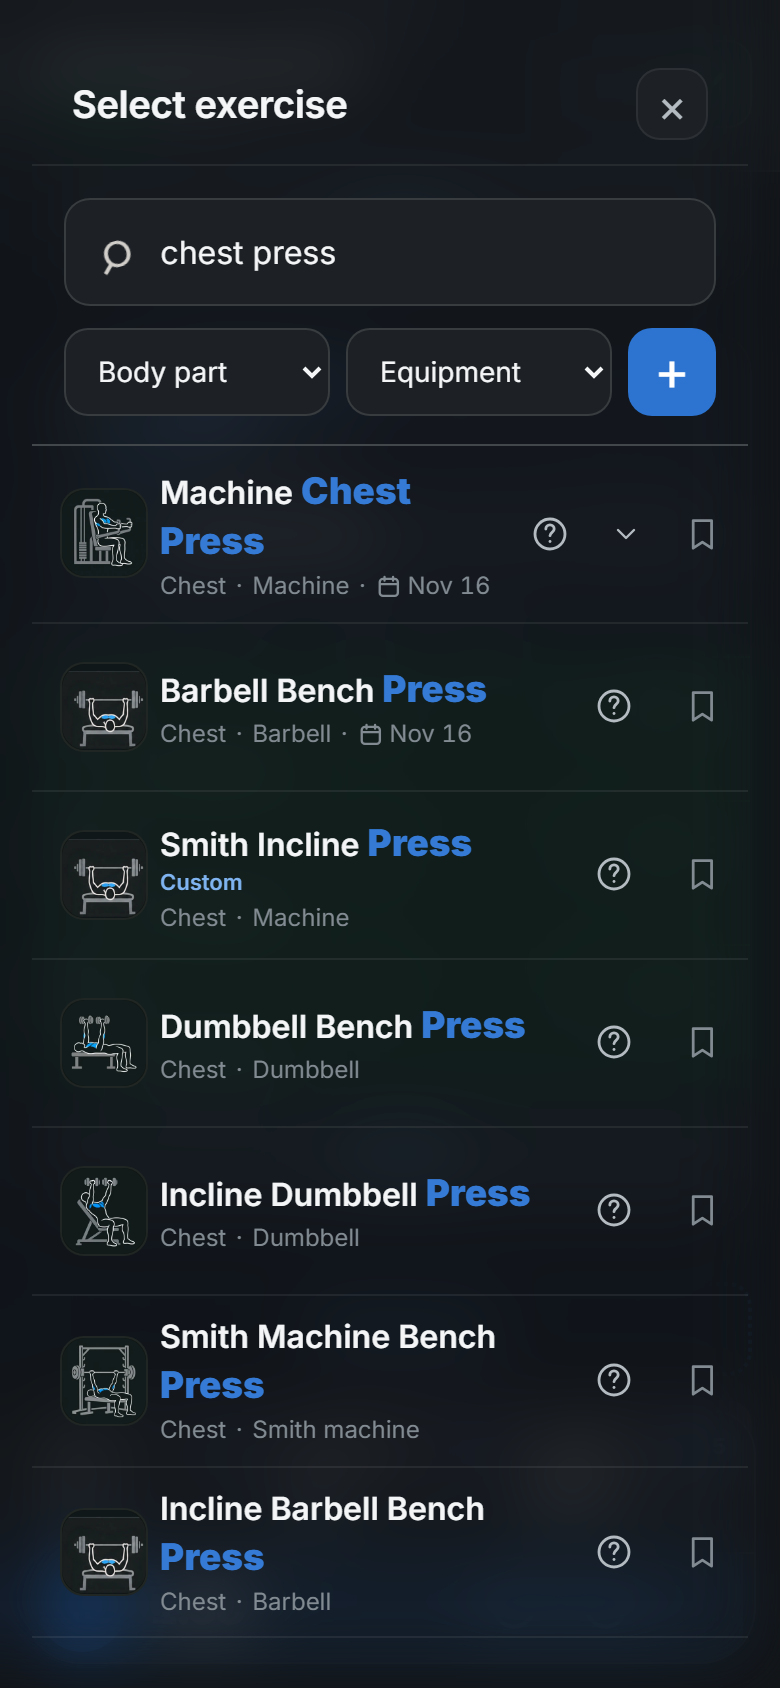 Select exercise
chest press
Body part
Equipment
Machine Chest
Press
Chest · Machine · Nov 16
Barbell Bench Press
Chest · Barbell · Nov 16
Smith Incline Press
Custom
Chest · Machine
Dumbbell Bench Press
Chest · Dumbbell
Incline Dumbbell Press
Chest · Dumbbell
Smith Machine Bench
Press
Chest · Smith machine
Incline Barbell Bench
Press
Chest · Barbell